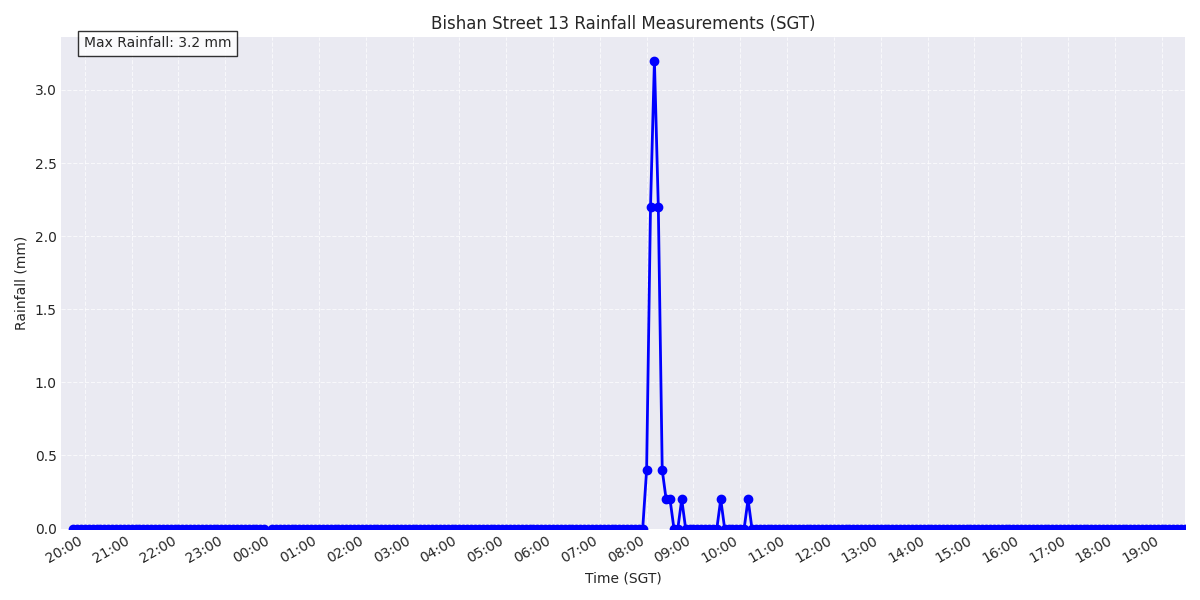 Bishan Street 13 Rainfall Measurements (SGT)
Max Rainfall: 3.2 mm
3.0
2.5
2.0
1.5
1.0
0.5
0.0
Rainfall (mm)
20:00 21:00 22:00 23:00 00:00 01:00 02:00 03:00 04:00 05:00 06:00 07:00 08:00 09:00 10:00 11:00 12:00 13:00 14:00 15:00 16:00 17:00 18:00 19:00
Time (SGT)